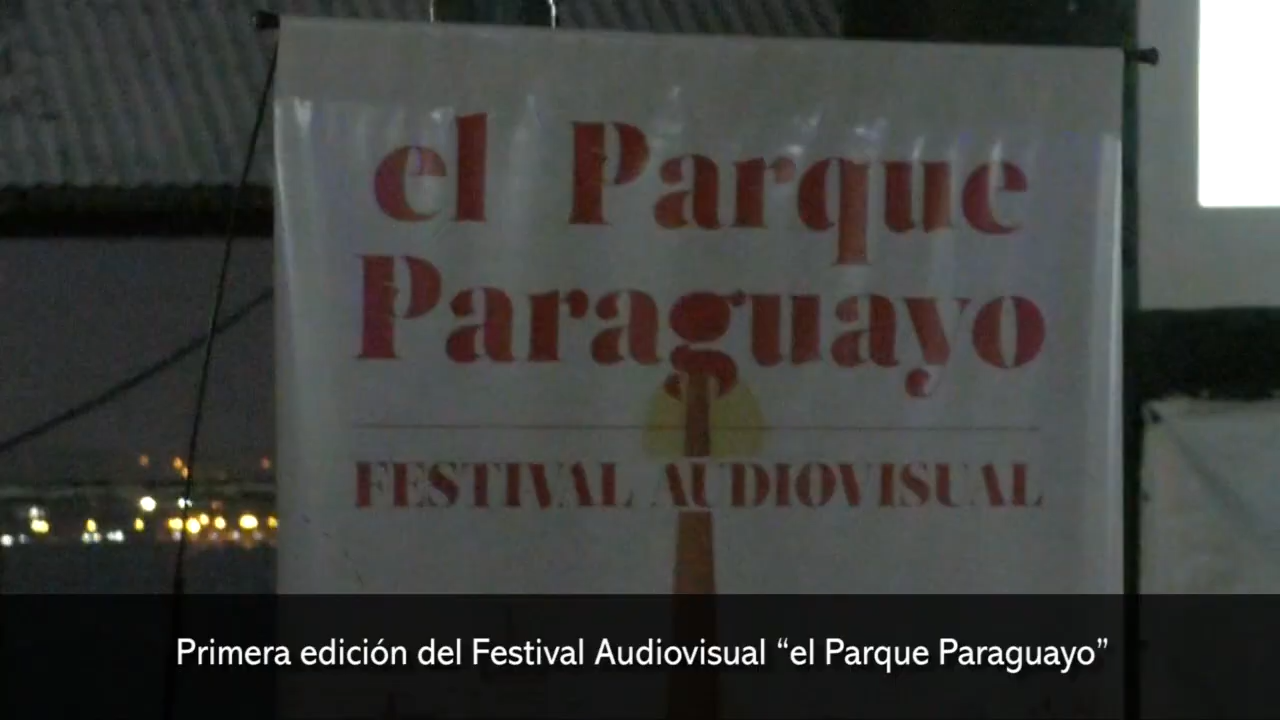 el Parque
Paraguayo
FESTIVAL AUDIOVISUAL
Primera edición del Festival Audiovisual “el Parque Paraguayo”